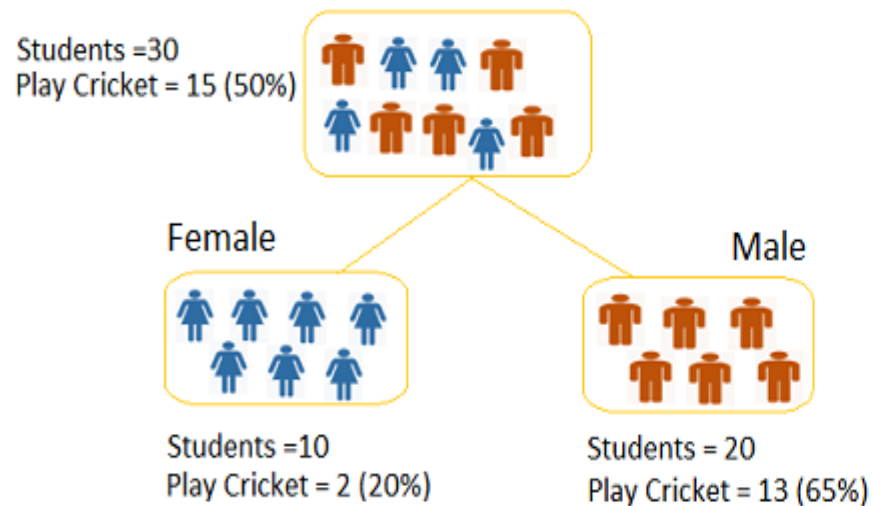 Students =30
Play Cricket = 15 (50%)
Female
Male
Students =10
Play Cricket = 2 (20%)
Students = 20
Play Cricket = 13 (65%)